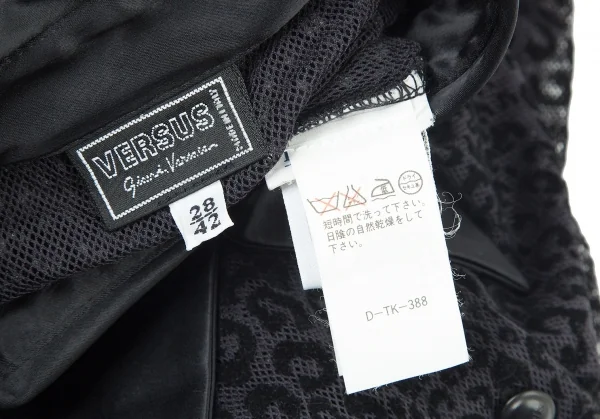 VERSUS
Gianni Versace
MADE IN ITALY
28
42
短時間で洗って下さい。
日陰の自然乾燥をして
下さい。
D-TK-388